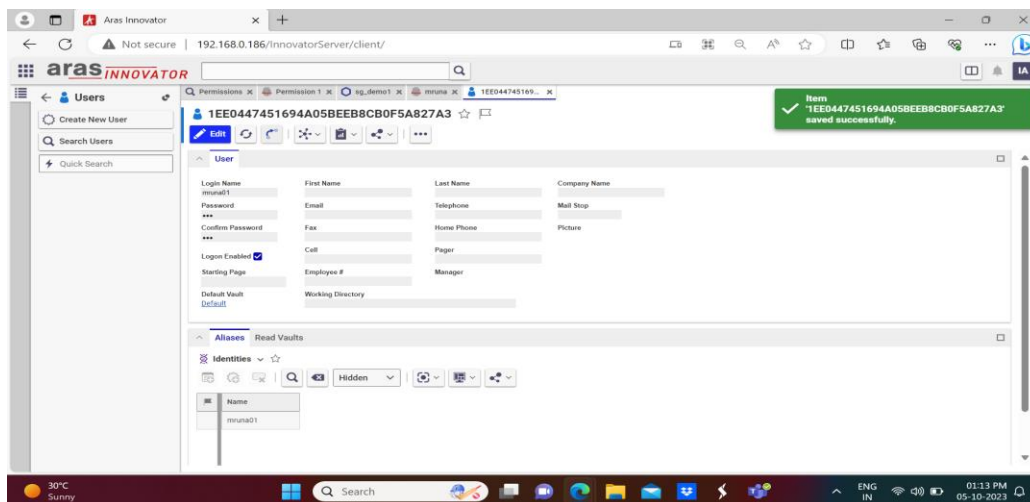 Aras Innovator
Not secure
192.168.0.186/InnovatorServer/client/
aras INNOVATOR
IA
Users
Create New User
Search Users
Quick Search
Permissions
Permission 1
sg_demo1
mruna
1EE044745169...
1EE0447451694A05BEEB8CB0F5A827A3
Item
'1EE0447451694A05BEEB8CB0F5A827A3'
saved successfully.
Edit
User
Login Name First Name Last Name Company Name
mruna01
Password Email Telephone Mail Stop
•••
Confirm Password Fax Home Phone Picture
•••
Logon Enabled Cell Pager
Starting Page Employee # Manager
Default Vault Working Directory
Default
Aliases Read Vaults
Identities
Hidden
Name
mruna01
30°C
Sunny
Search
ENG
IN
01:13 PM
05-10-2023